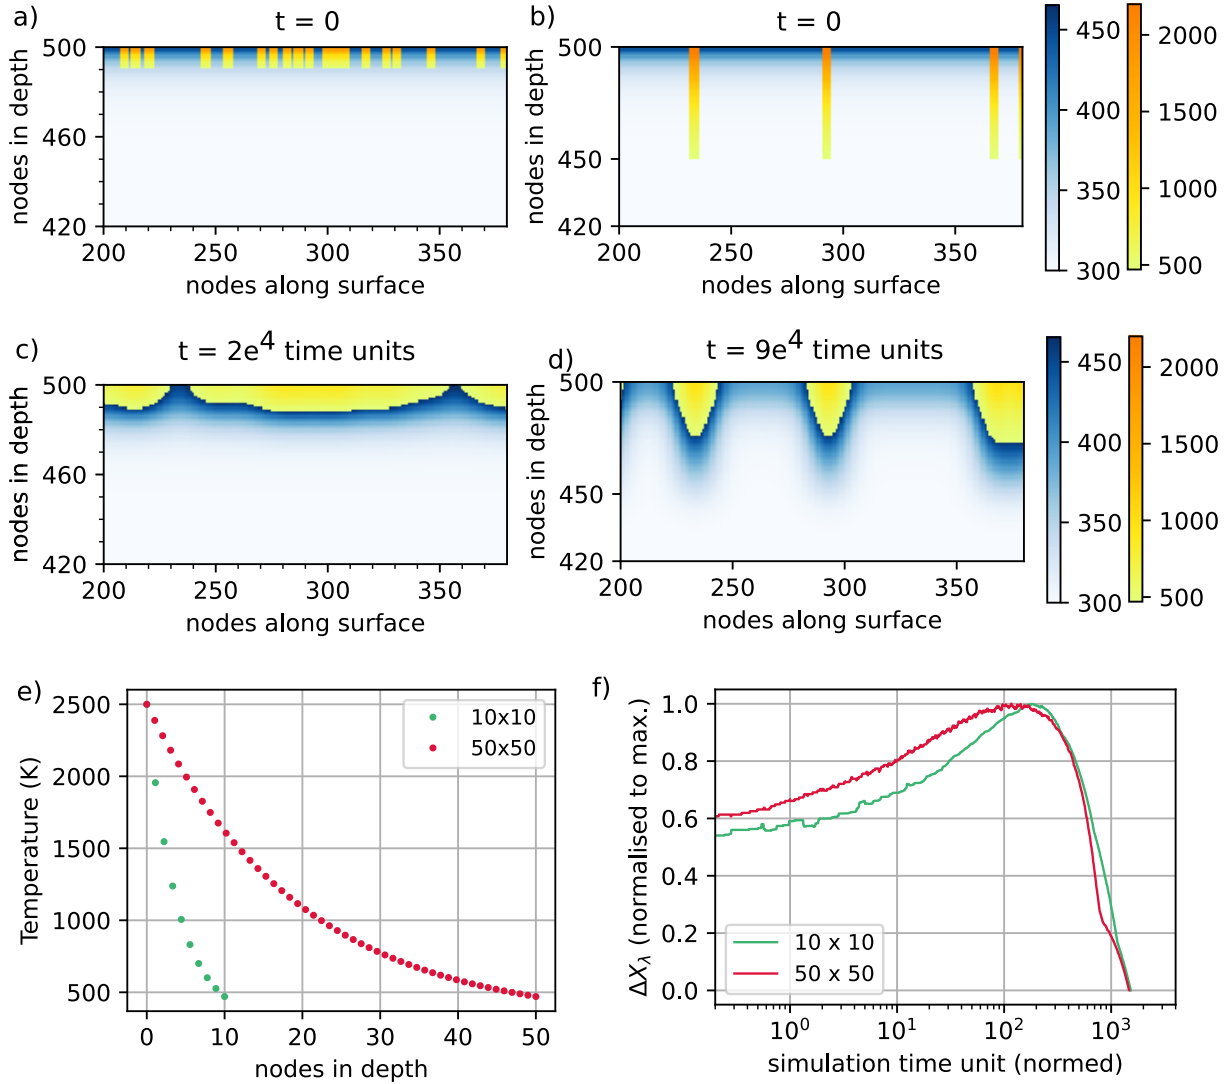 a)
t = 0
500
460
420
200
250
300
350
nodes in depth
nodes along surface
b)
t = 0
500
450
420
200
250
300
350
nodes in depth
nodes along surface
450
400
350
300
2000
1500
1000
500
c)
t = 2e⁴ time units
500
460
420
200
250
300
350
nodes in depth
nodes along surface
d)
t = 9e⁴ time units
500
450
420
200
250
300
350
nodes in depth
nodes along surface
450
400
350
300
2000
1500
1000
500
e)
2500
2000
1500
1000
500
0
10
20
30
40
50
Temperature (K)
nodes in depth
10x10
50x50
f)
1.0
0.8
0.6
0.4
0.2
0.0
10⁰
10¹
10²
10³
ΔX_λ (normalised to max.)
simulation time unit (normed)
10 x 10
50 x 50